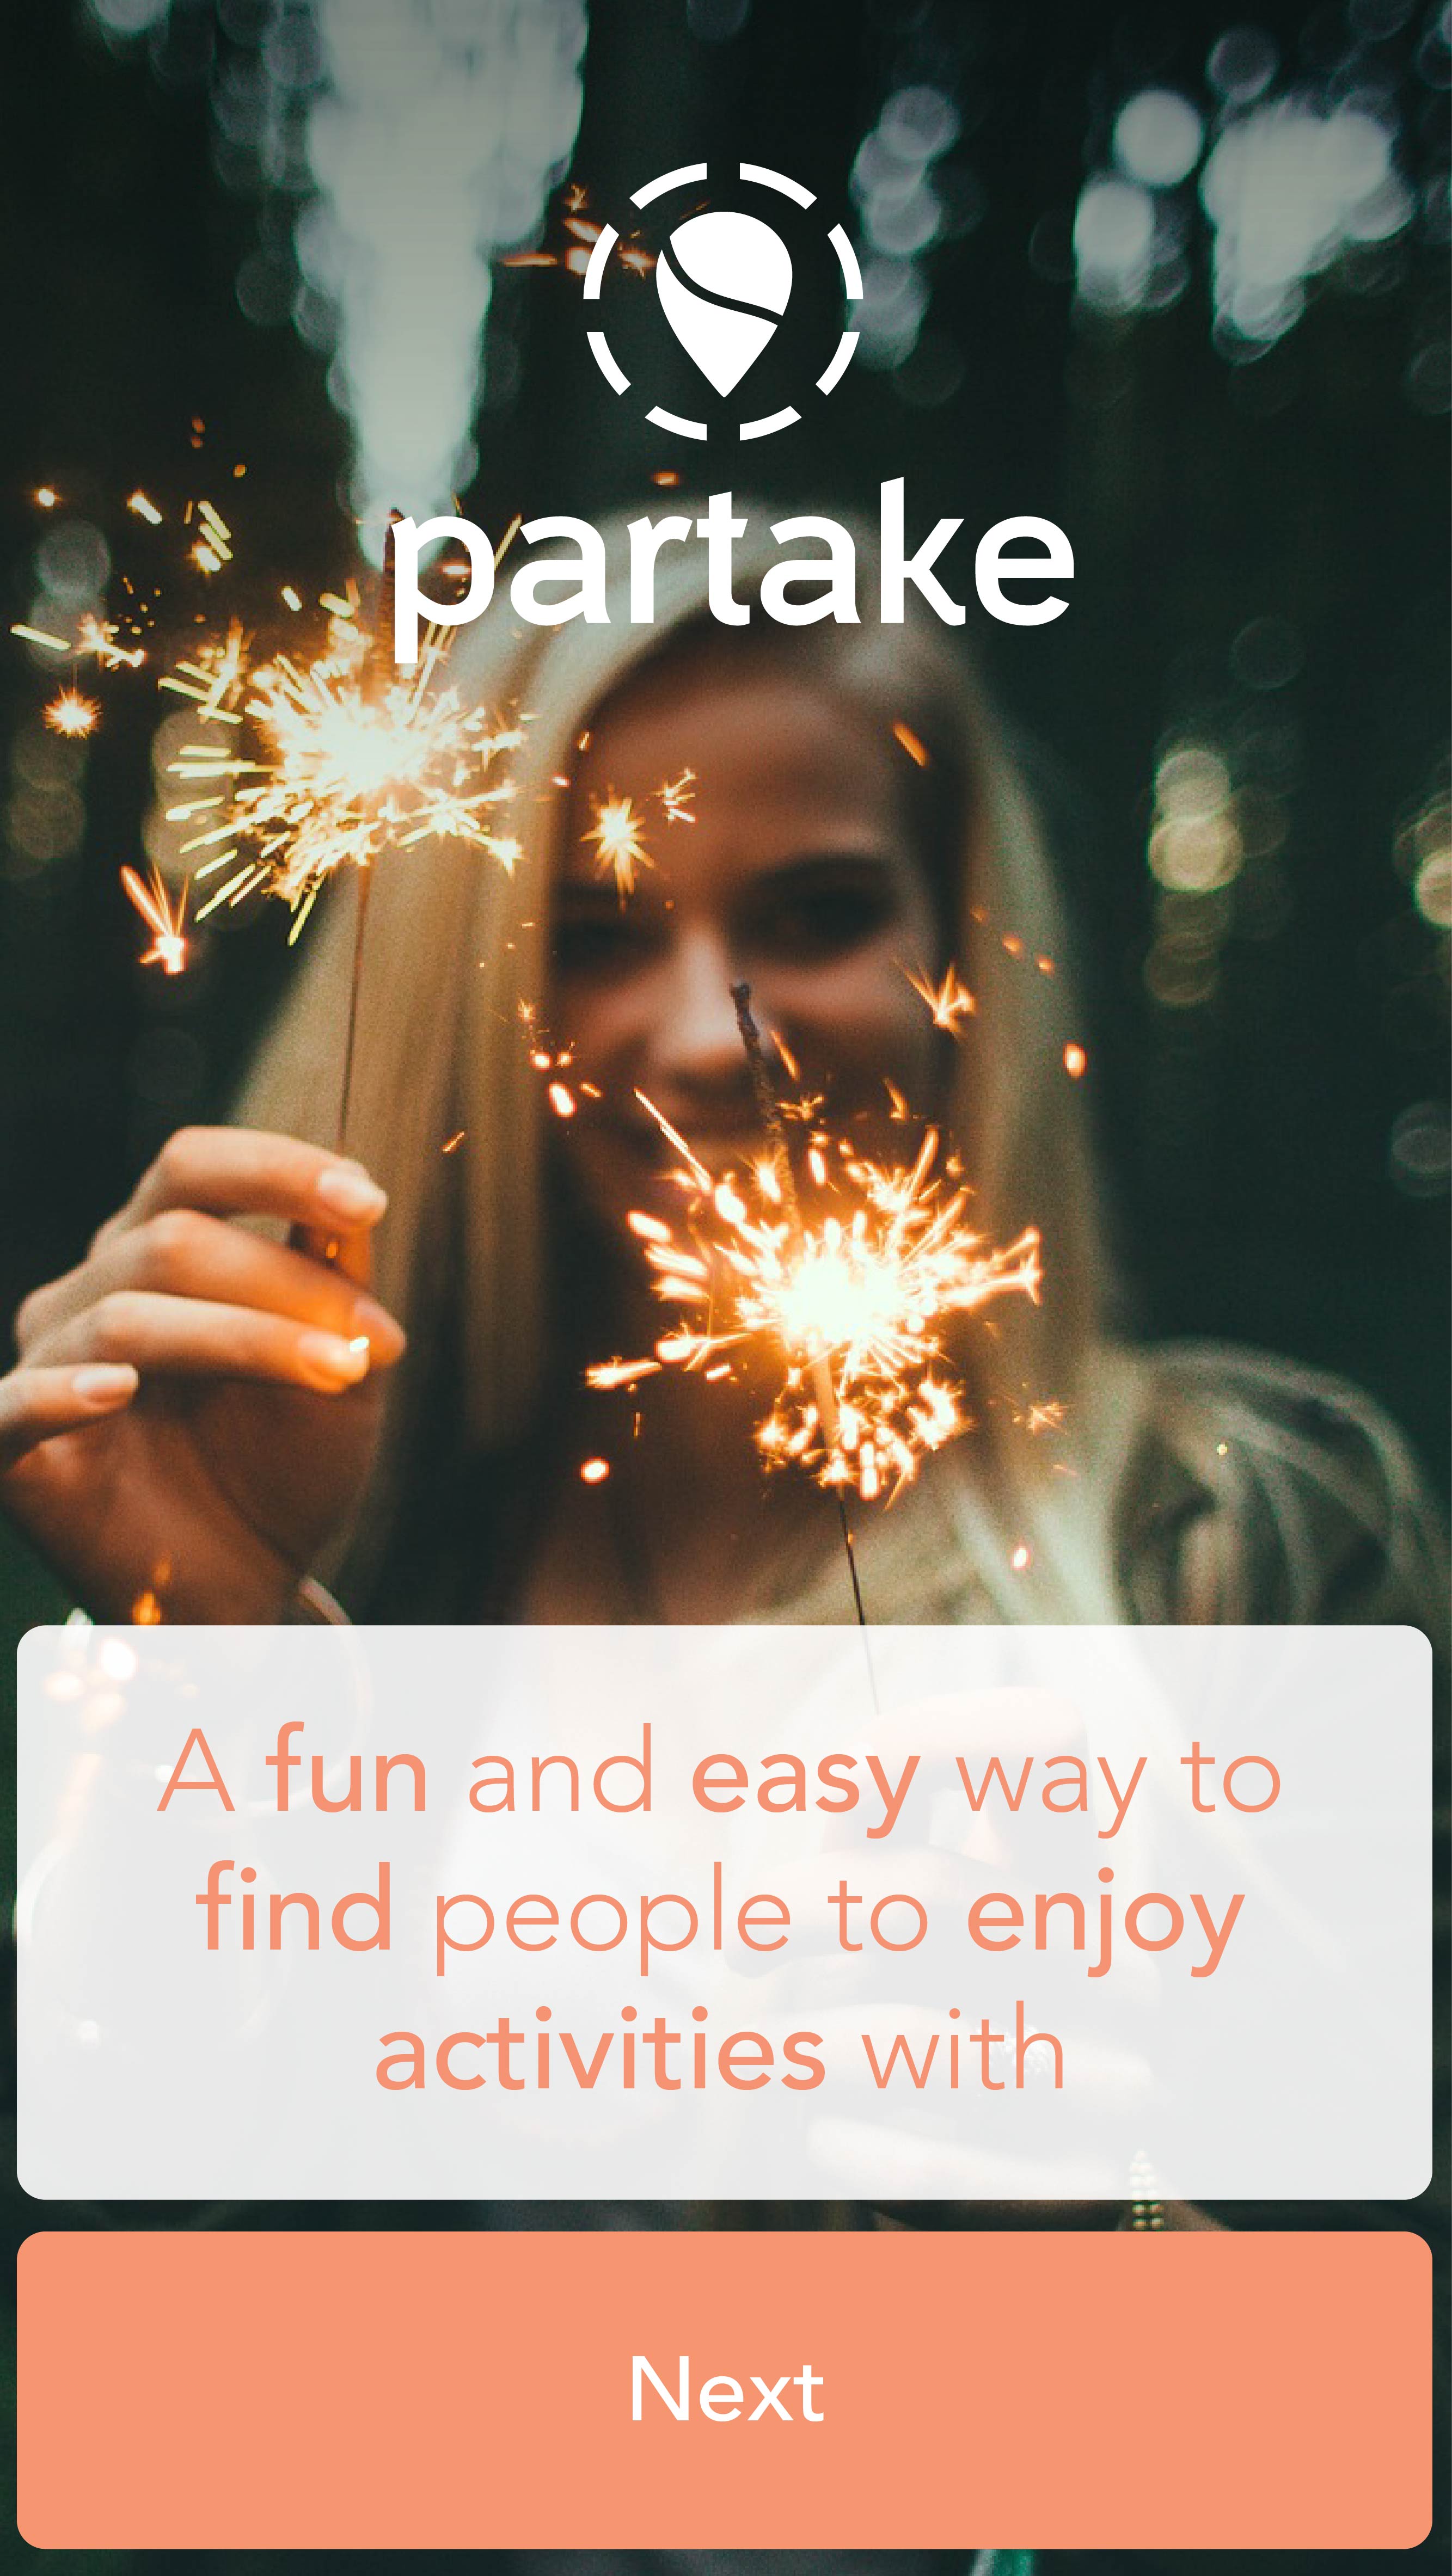 partake
A fun and easy way to
find people to enjoy
activities with
Next